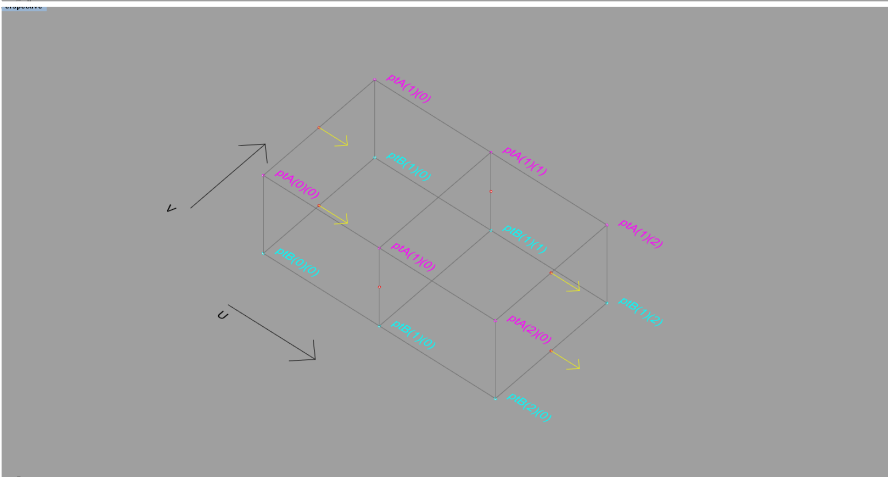 ptA(1)(0)
ptA(1)(1)
ptB(1)(0)
ptA(0)(0)
V
ptA(1)(2)
ptB(1)(1)
ptA(1)(0)
ptB(0)(0)
ptB(1)(2)
U
ptA(2)(0)
ptB(1)(0)
ptB(2)(0)